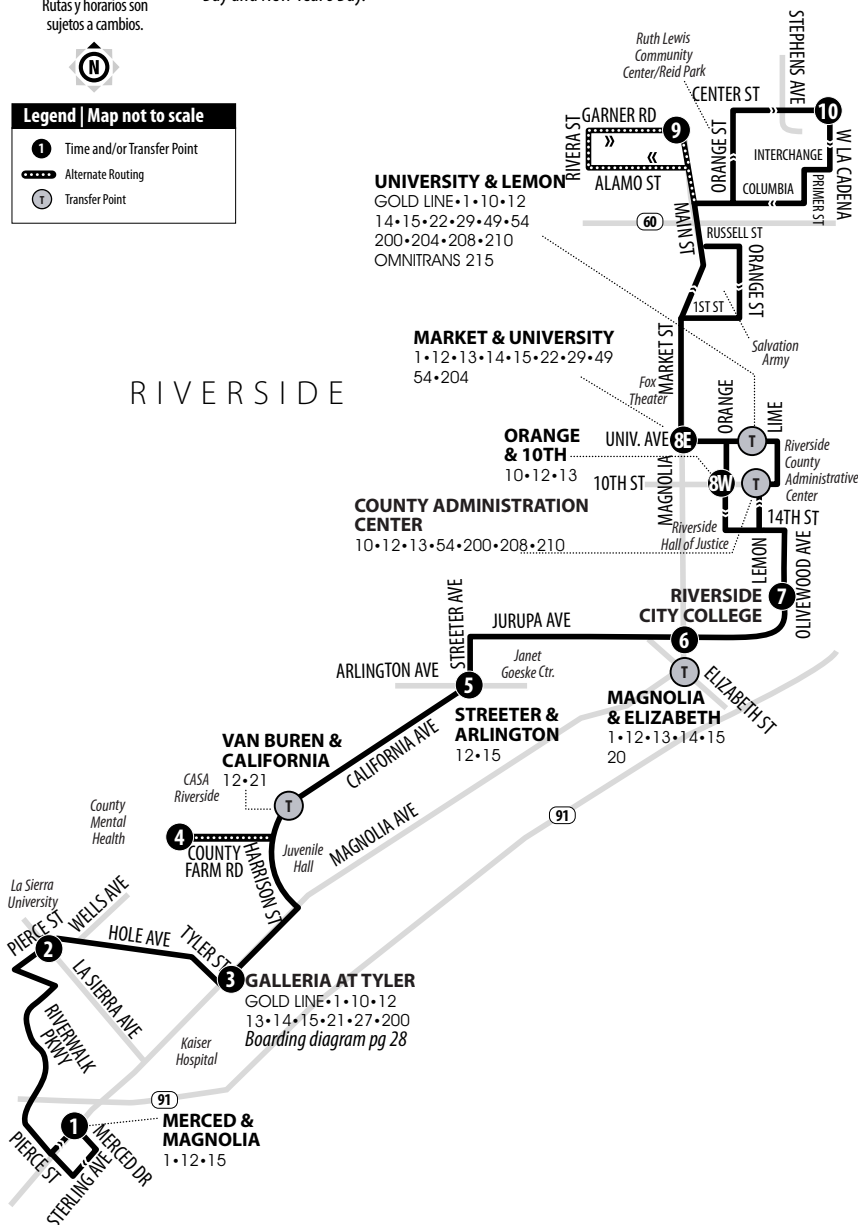 Rutas y horarios son
sujetos a cambios.
N
Legend | Map not to scale
1 Time and/or Transfer Point
Alternate Routing
T Transfer Point
RIVERSIDE
Ruth Lewis
Community
Center/Reid Park
STEPHENS AVE
CENTER ST
10
W LA CADENA
GARNER RD
9
RIVERA ST
ALAMO ST
ORANGE ST
INTERCHANGE
COLUMBIA
PRIMER ST
MAIN ST
60
RUSSELL ST
ORANGE ST
1ST ST
Salvation
Army
UNIVERSITY & LEMON
GOLD LINE•1•10•12
14•15•22•29•49•54
200•204•208•210
OMNITRANS 215
MARKET & UNIVERSITY
1•12•13•14•15•22•29•49
54•204
MARKET ST
Fox
Theater
ORANGE
LIME
UNIV. AVE
8E
T
ORANGE
& 10TH
10•12•13
MAGNOLIA
10TH ST
8W
T
Riverside
County
Administrative
Center
COUNTY ADMINISTRATION
CENTER
10•12•13•54•200•208•210
Riverside
Hall of Justice
14TH ST
LEMON
OLIVEWOOD AVE
RIVERSIDE
CITY COLLEGE
7
6
JURUPA AVE
STREETER AVE
ARLINGTON AVE
Janet
Goeske Ctr.
5
T
ELIZABETH ST
MAGNOLIA
& ELIZABETH
1•12•13•14•15
20
STREETER &
ARLINGTON
12•15
VAN BUREN &
CALIFORNIA
12•21
CALIFORNIA AVE
CASA
Riverside
T
County
Mental
Health
4
COUNTY
FARM RD
Juvenile
Hall
HARRISON ST
MAGNOLIA AVE
91
La Sierra
University
PIERCE ST
WELLS AVE
2
HOLE AVE
TYLER ST
3
GALLERIA AT TYLER
GOLD LINE•1•10•12
13•14•15•21•27•200
Boarding diagram pg 28
LA SIERRA AVE
RIVERWALK
PKWY
Kaiser
Hospital
91
1
MERCED &
MAGNOLIA
1•12•15
MERCED DR
PIERCE ST
STERLING AVE